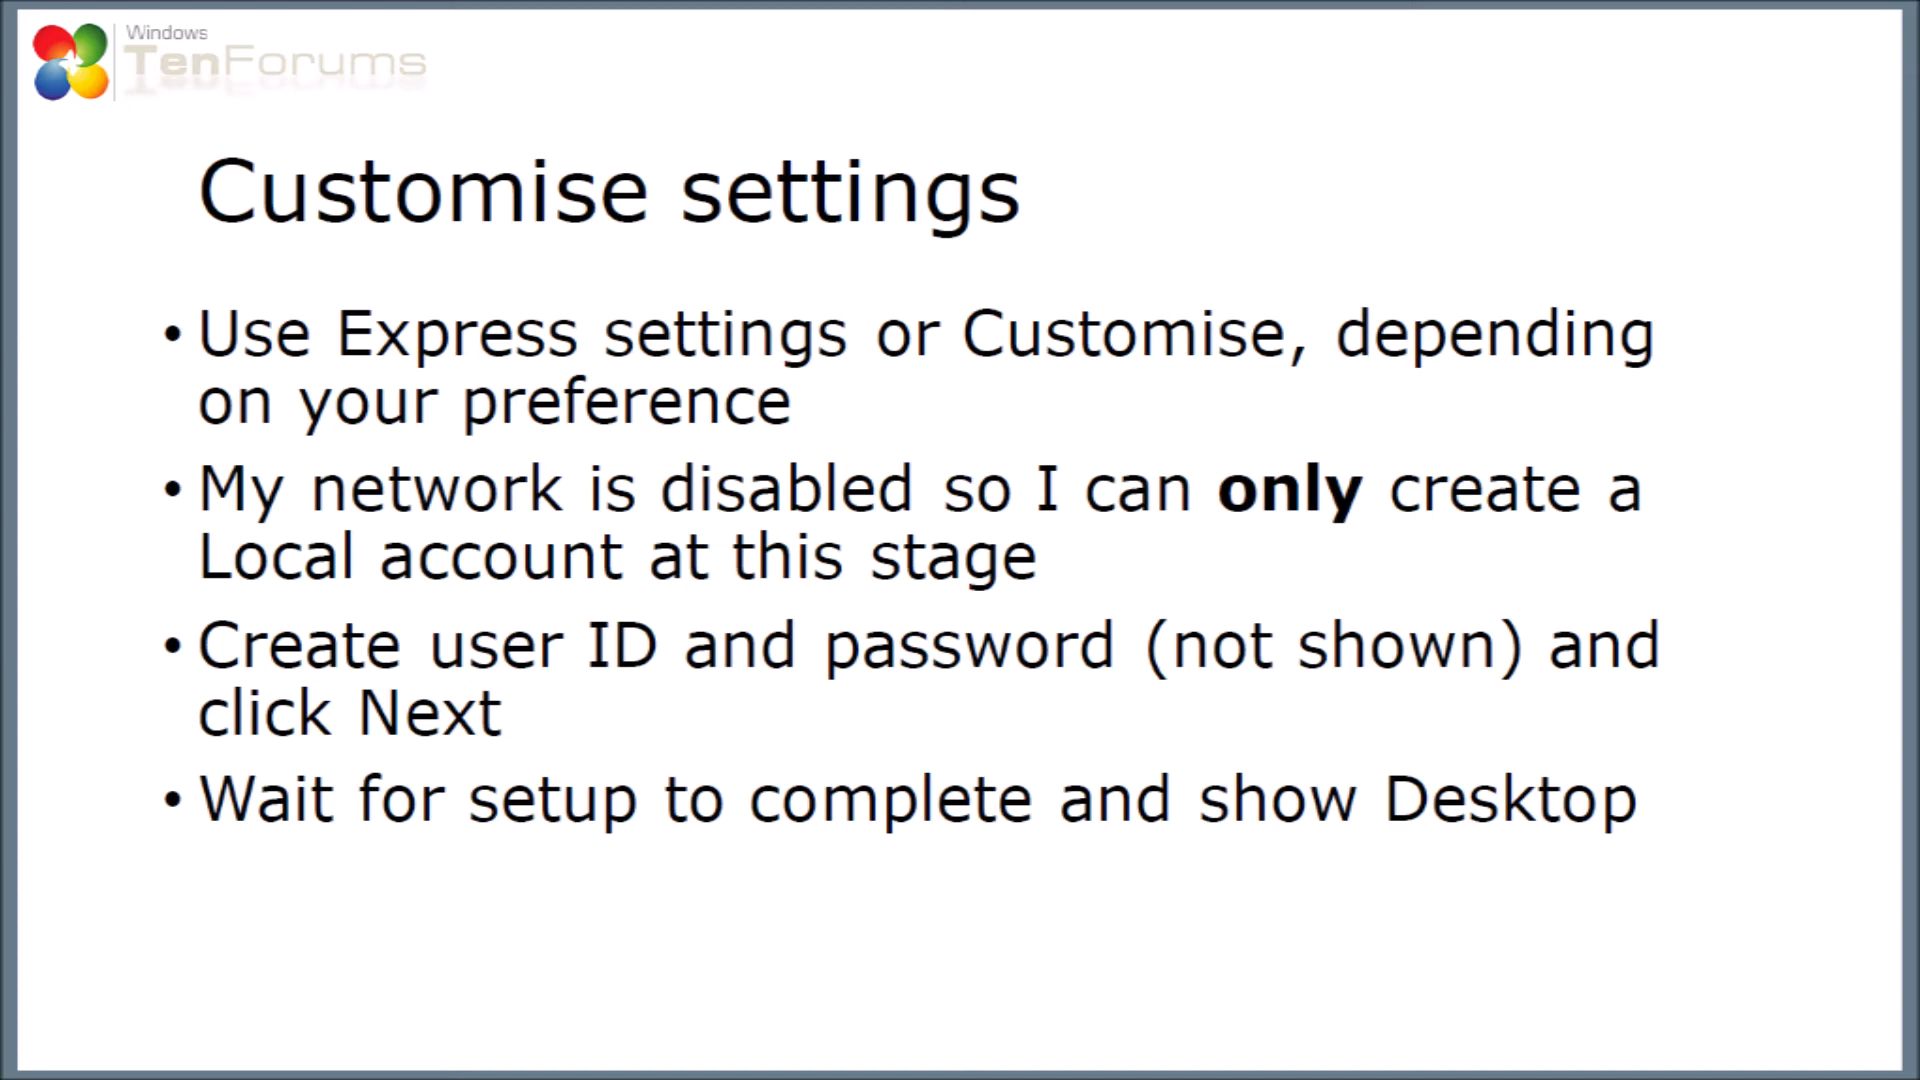 Windows
TenForums
Customise settings
• Use Express settings or Customise, depending
on your preference
• My network is disabled so I can only create a
Local account at this stage
• Create user ID and password (not shown) and
click Next
• Wait for setup to complete and show Desktop